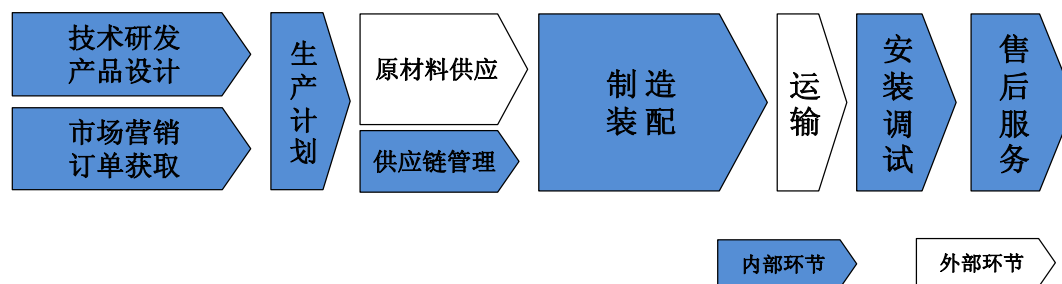 技术研发
产品设计
市场营销
订单获取
生产计划
原材料供应
供应链管理
制造
装配
运输
安装调试
售后服务
内部环节
外部环节